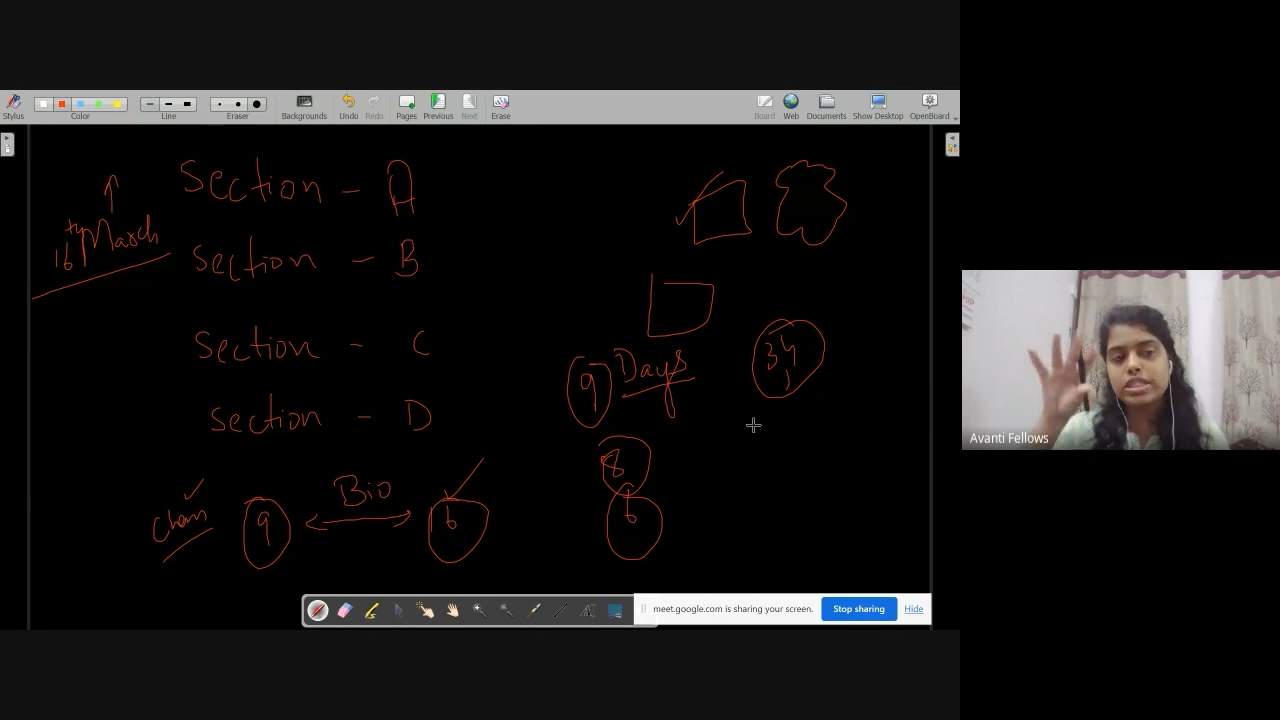 Stylus
Color
Line
Eraser
Backgrounds
Undo
Redo
Pages
Previous
Next
Erase
Board
Web
Documents
Show Desktop
OpenBoard
Section - A
16th March
Section - B
Section - C
Section - D
9 Days
34
8
6
Chem
9
Bio
16
Avanti Fellows
meet.google.com is sharing your screen.
Stop sharing
Hide